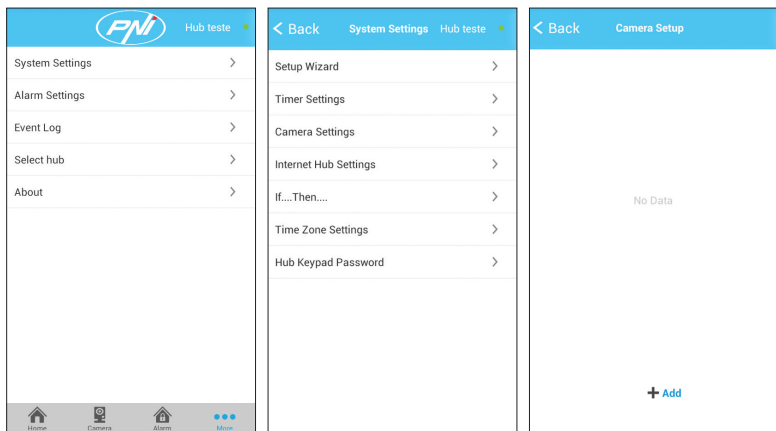 PNI
Hub teste
System Settings
Alarm Settings
Event Log
Select hub
About
Home
Camera
Alarm
More
Back
System Settings
Hub teste
Setup Wizard
Timer Settings
Camera Settings
Internet Hub Settings
If....Then....
Time Zone Settings
Hub Keypad Password
Back
Camera Setup
No Data
Add